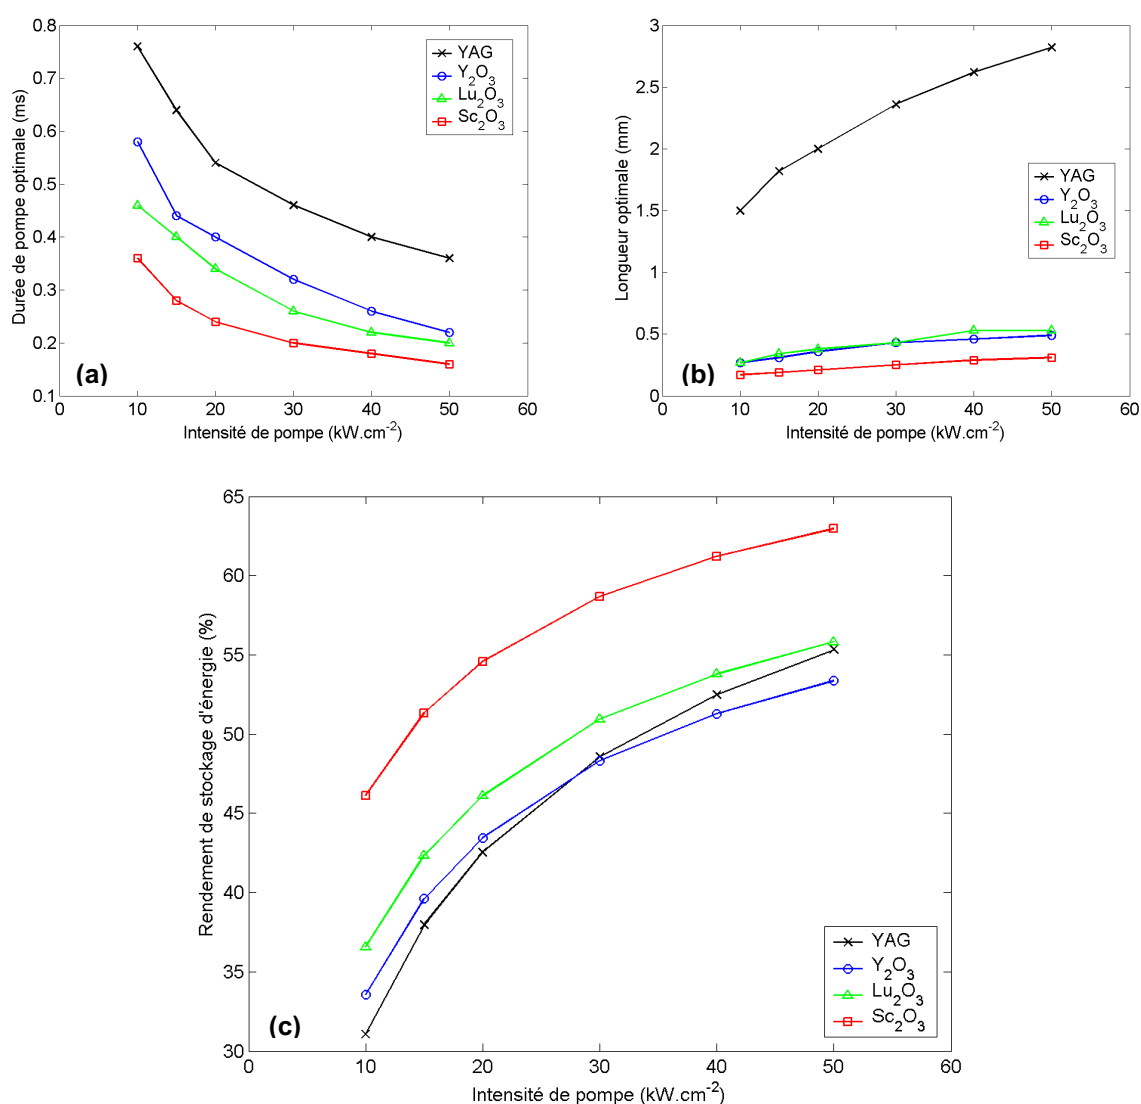 0.8
0.7
0.6
0.5
0.4
0.3
0.2
0.1
Durée de pompe optimale (ms)
YAG
Y2O3
Lu2O3
Sc2O3
(a)
0 10 20 30 40 50 60
Intensité de pompe (kW.cm-2)
3
2.5
2
1.5
1
0.5
0
Longueur optimale (mm)
YAG
Y2O3
Lu2O3
Sc2O3
(b)
0 10 20 30 40 50 60
Intensité de pompe (kW.cm-2)
65
60
55
50
45
40
35
30
Rendement de stockage d'énergie (%)
YAG
Y2O3
Lu2O3
Sc2O3
(c)
0 10 20 30 40 50 60
Intensité de pompe (kW.cm-2)